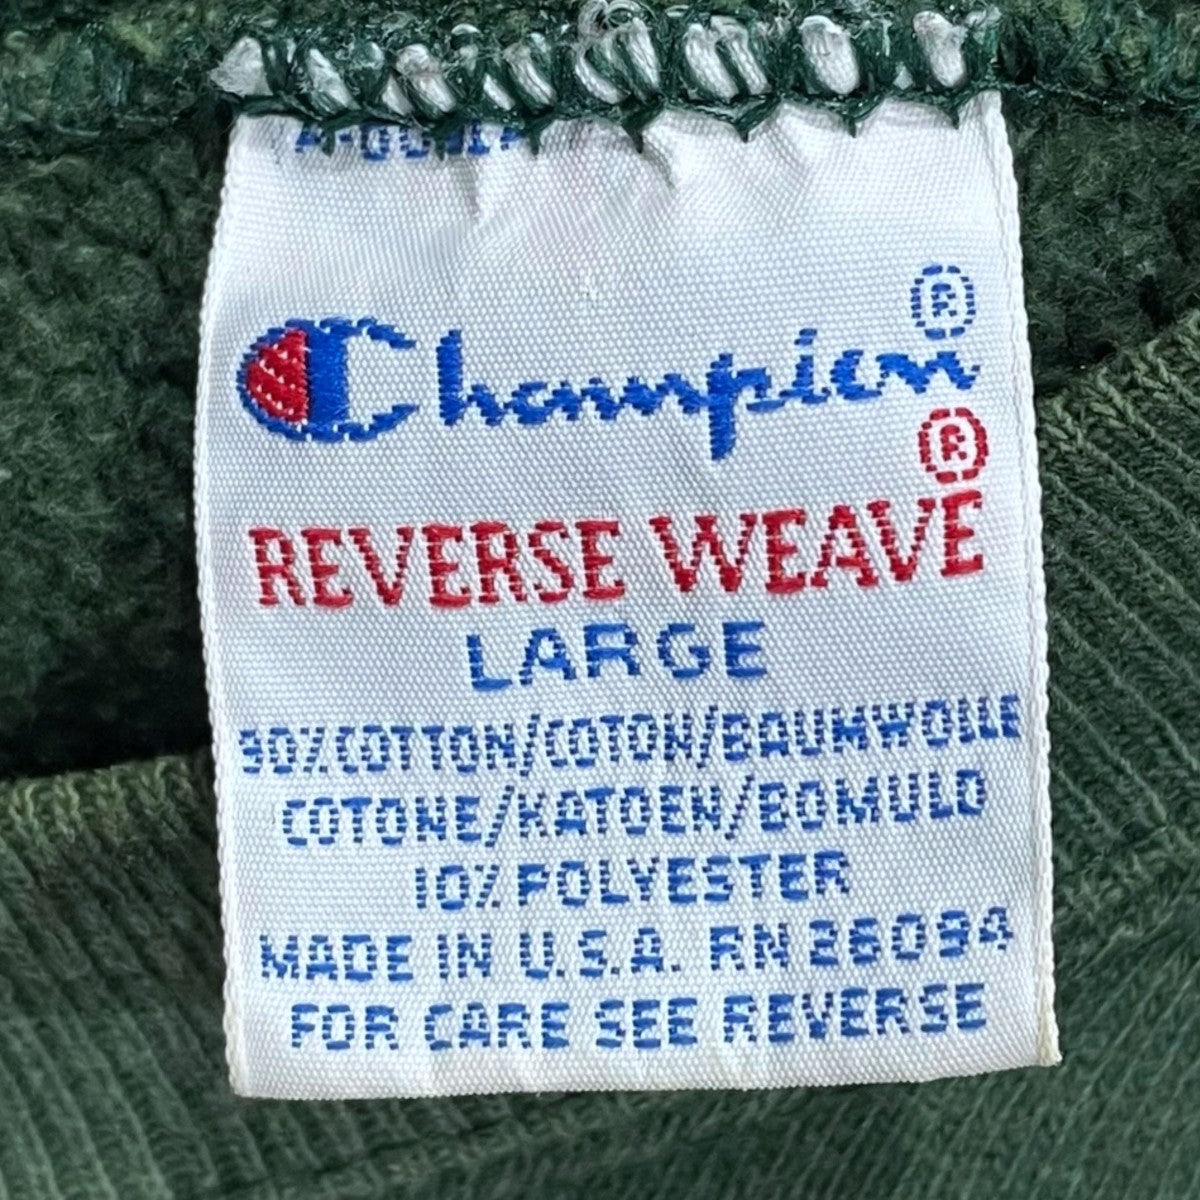 Champion®
REVERSE WEAVE®
LARGE
90%COTTON/COTON/BAUMWOLLE
COTONE/KATOEN/BOMULD
10%POLYESTER
MADE IN U.S.A. RN 26094
FOR CARE SEE REVERSE